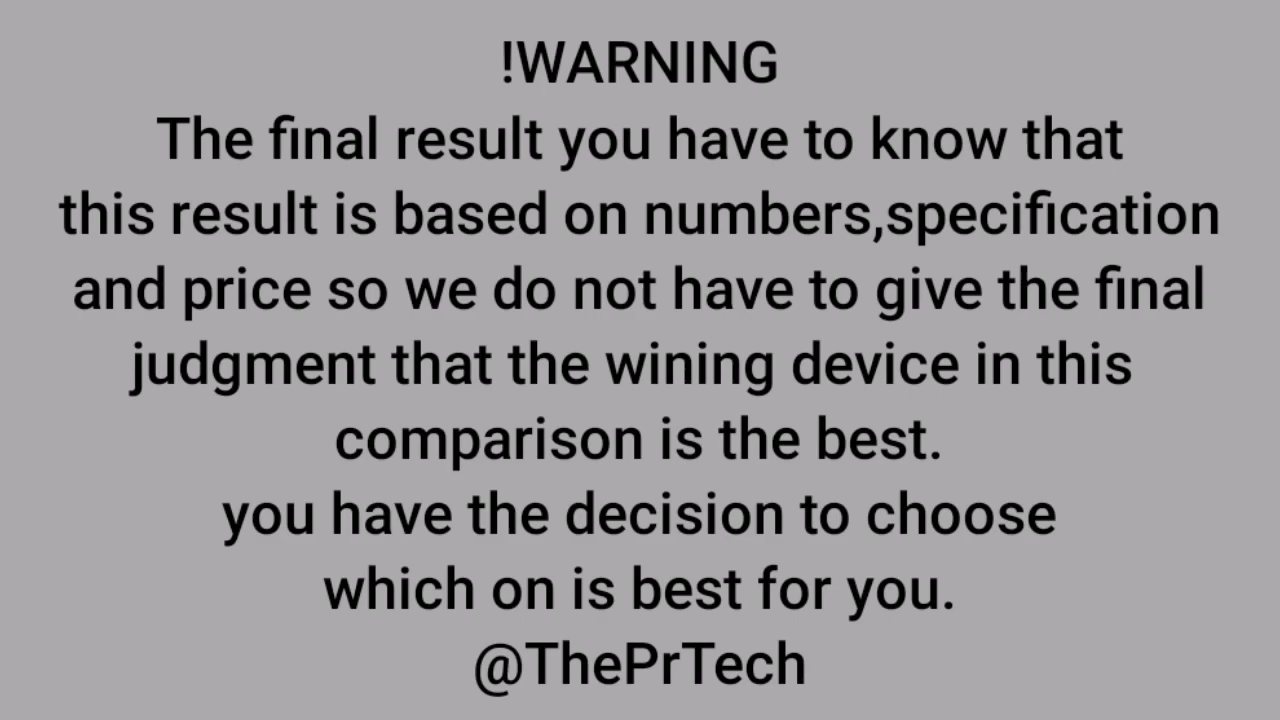 !WARNING
The final result you have to know that
this result is based on numbers,specification
and price so we do not have to give the final
judgment that the wining device in this
comparison is the best.
you have the decision to choose
which on is best for you.
@ThePrTech